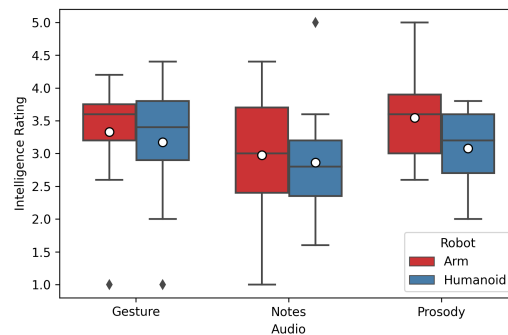 5.0
4.5
4.0
3.5
3.0
2.5
2.0
1.5
1.0
Intelligence Rating
Gesture
Notes
Prosody
Audio
Robot
Arm
Humanoid